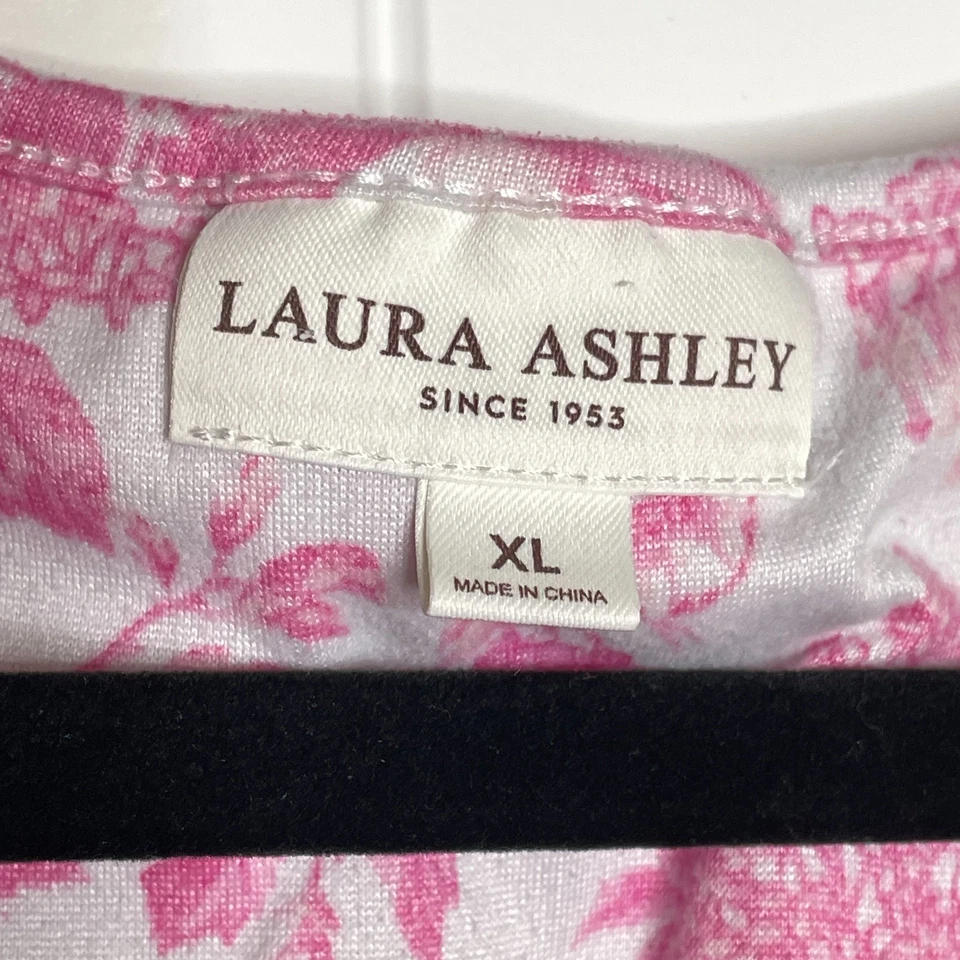 LAURA ASHLEY
SINCE 1953
XL
MADE IN CHINA